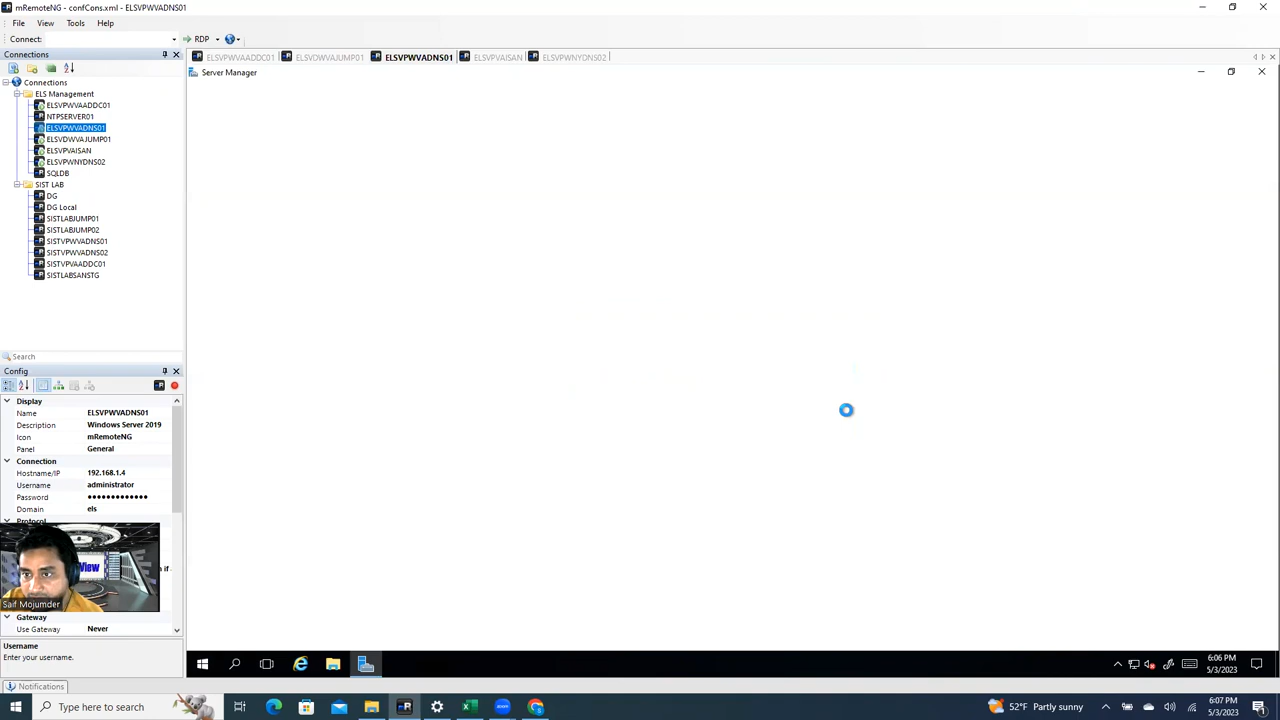 mRemoteNG - confCons.xml - ELSVPWVADNS01
File View Tools Help
Connect: RDP
Connections
ELSVPWVAADDC01 ELSVDWVAJUMP01 ELSVPWVADNS01 ELSVPVAISAN ELSVPWNYDNS02
Server Manager
Connections
ELS Management
ELSVPWVAADDC01
NTPSERVER01
ELSVPWVADNS01
ELSVDWVAJUMP01
ELSVPVAISAN
ELSVPWNYDNS02
SQLDB
SIST LAB
DG
DG Local
SISTLABJUMP01
SISTLABJUMP02
SISTVPWVADNS01
SISTVPWVADNS02
SISTVPVAADDC01
SISTLABSANSTG
Search
Config
Display
Name ELSVPWVADNS01
Description Windows Server 2019
Icon mRemoteNG
Panel General
Connection
Hostname/IP 192.168.1.4
Username administrator
Password ●●●●●●●●●●●●●
Domain els
Protocol
View
Saif Mojumder
Gateway
Use Gateway Never
Username
Enter your username.
Notifications
6:06 PM
5/3/2023
Type here to search
52°F Partly sunny
6:07 PM
5/3/2023